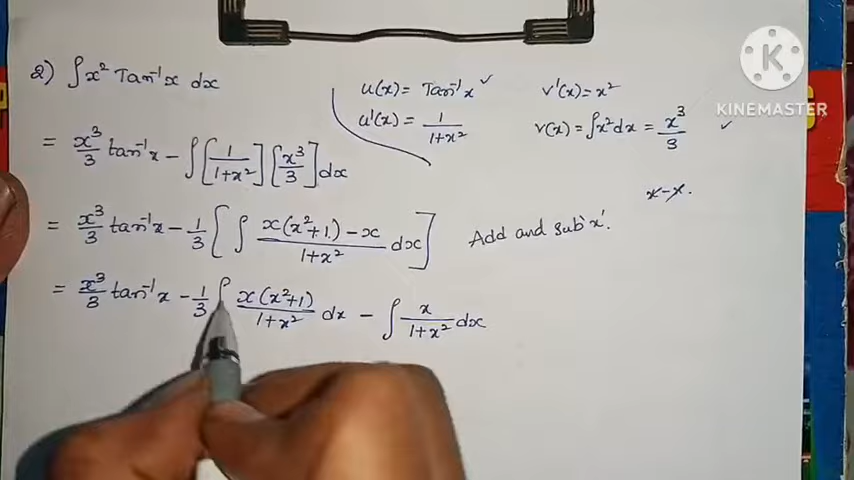 2) ∫x² Tan⁻¹x dx
u(x) = Tan⁻¹x ✓ v'(x) = x²
u'(x) = 1/(1+x²) v(x) = ∫x² dx = x³/3 ✓
= x³/3 tan⁻¹x − ∫[1/(1+x²)] [x³/3] dx
x − x.
= x³/3 tan⁻¹x − 1/3 [∫ (x(x²+1) − x)/(1+x²) dx] Add and sub 'x'.
= x³/3 tan⁻¹x − 1/3 ∫ x(x²+1)/(1+x²) dx − ∫ x/(1+x²) dx
K
KINEMASTER